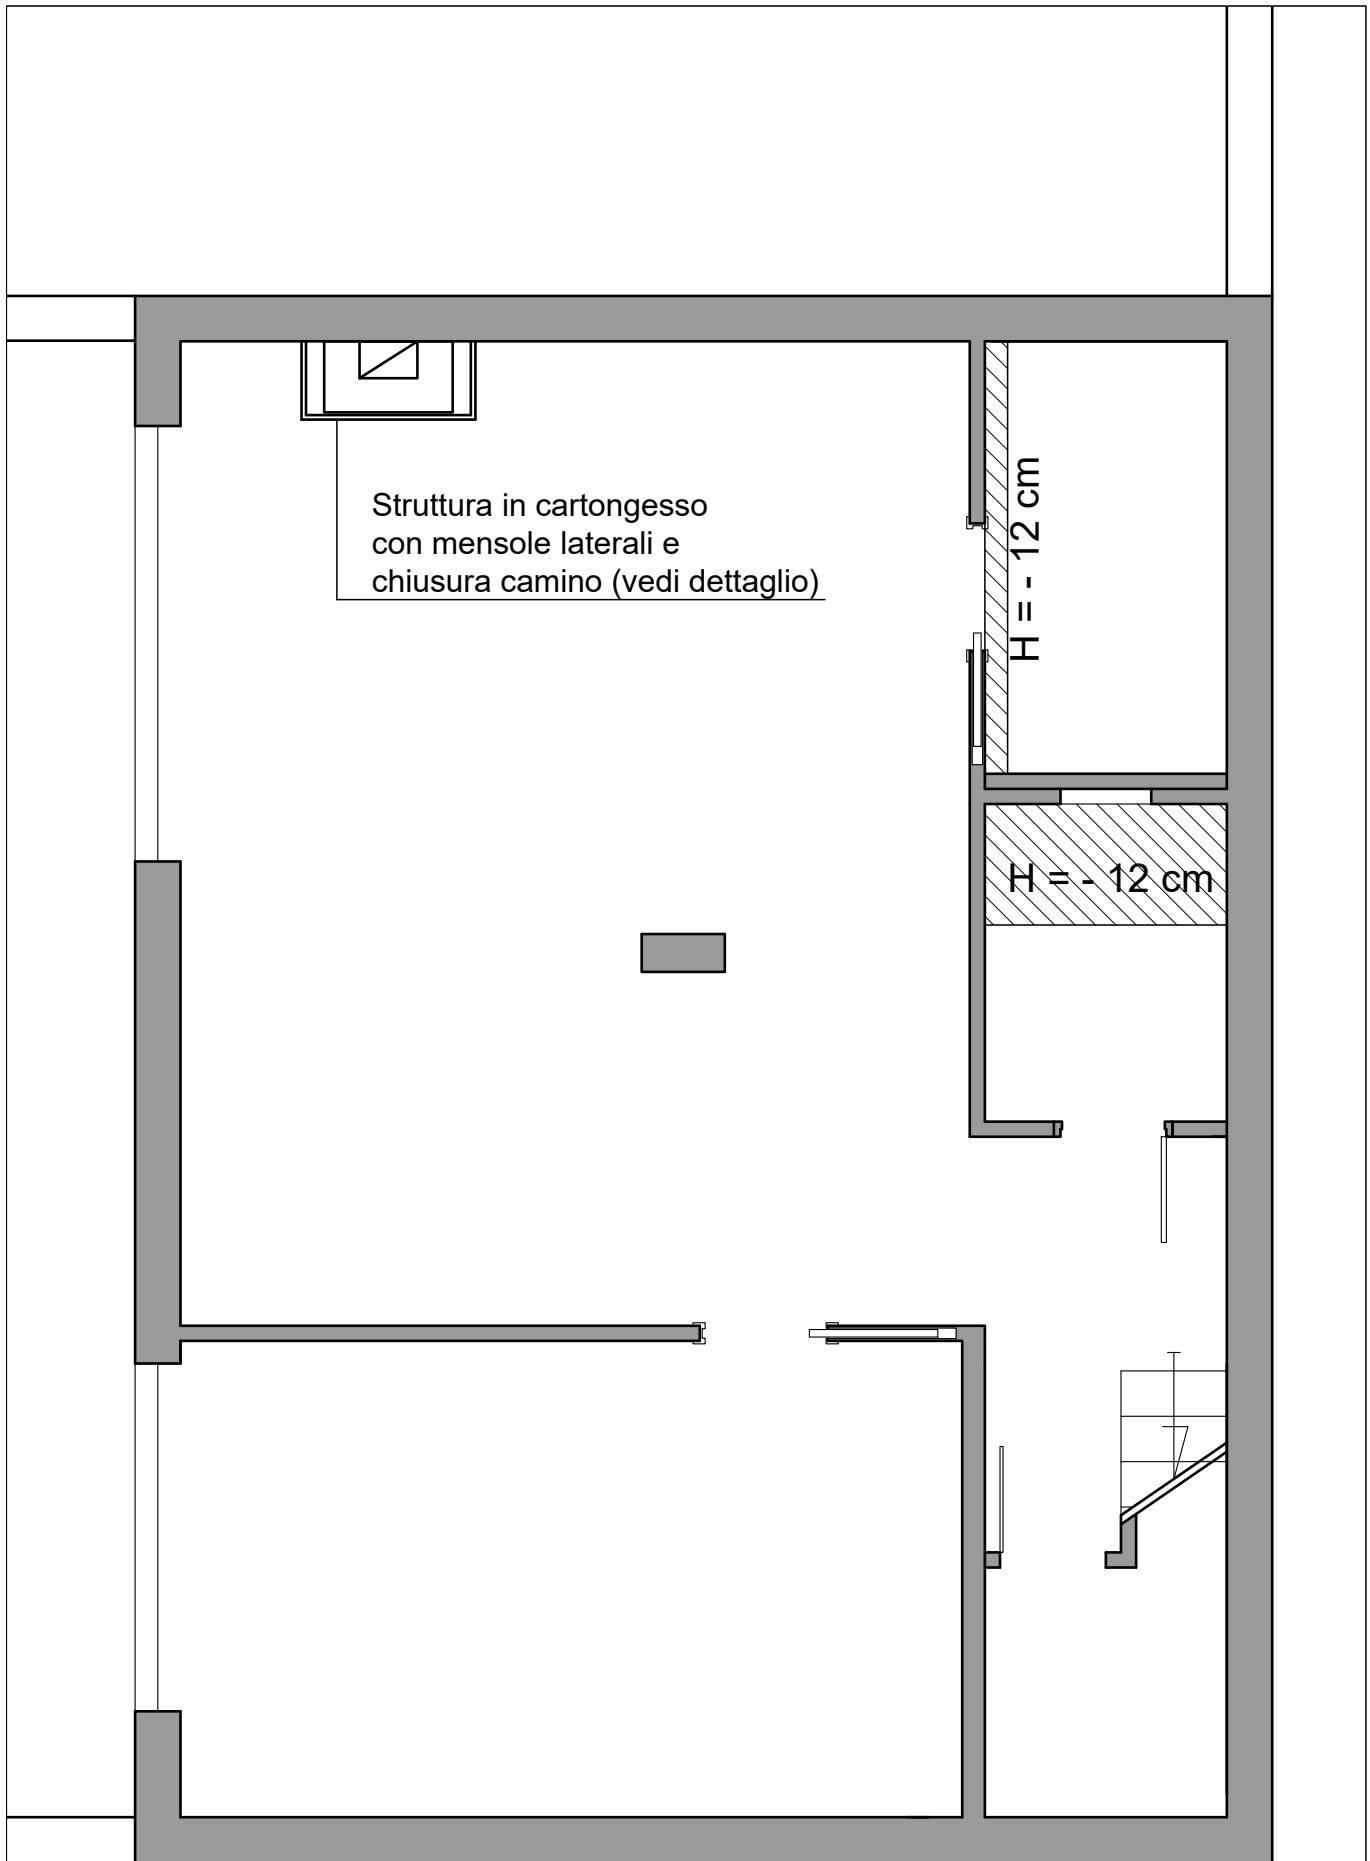 Struttura in cartongesso
con mensole laterali e
chiusura camino (vedi dettaglio)
H = - 12 cm
H = - 12 cm